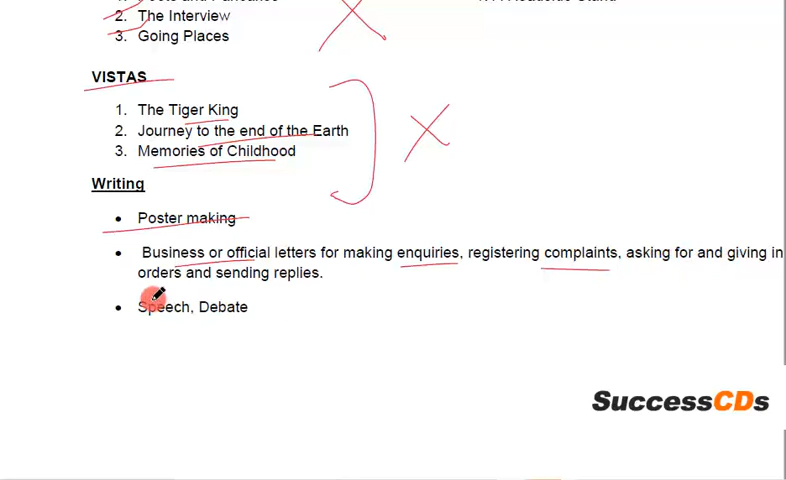 2. The Interview
3. Going Places
VISTAS
1. The Tiger King
2. Journey to the end of the Earth
3. Memories of Childhood
Writing
• Poster making
• Business or official letters for making enquiries, registering complaints, asking for and giving in
orders and sending replies.
• Speech, Debate
SuccessCDs